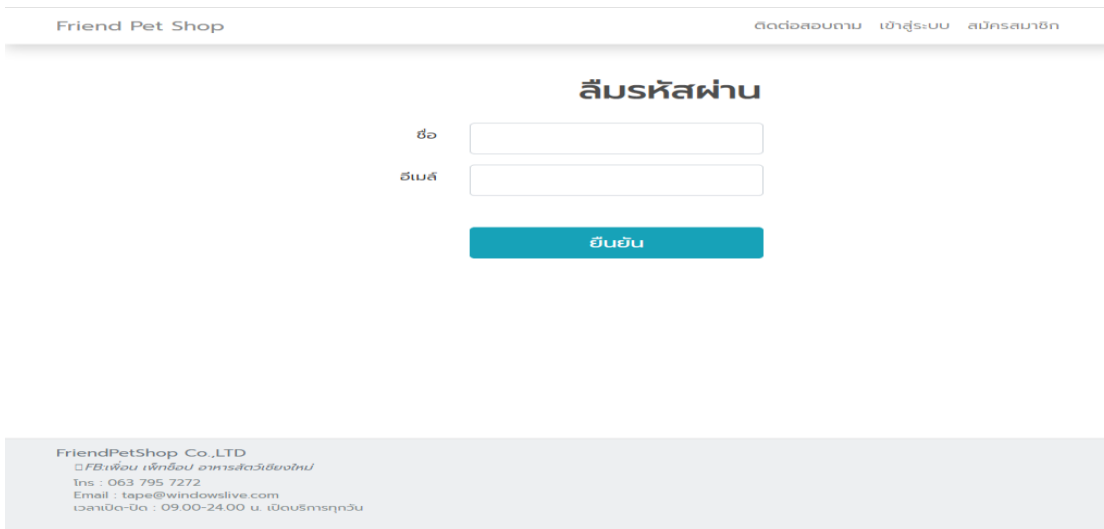 Friend Pet Shop
ติดต่อสอบถาม เข้าสู่ระบบ สมัครสมาชิก
ลืมรหัสผ่าน
ชื่อ
อีเมล์
ยืนยัน
FriendPetShop Co.,LTD
FB:เพื่อน เพ็ทช็อป อาหารสัตว์เชียงใหม่
โทร : 063 795 7272
Email : tape@windowslive.com
เวลาเปิด-ปิด : 09.00-24.00 น. เปิดบริการทุกวัน